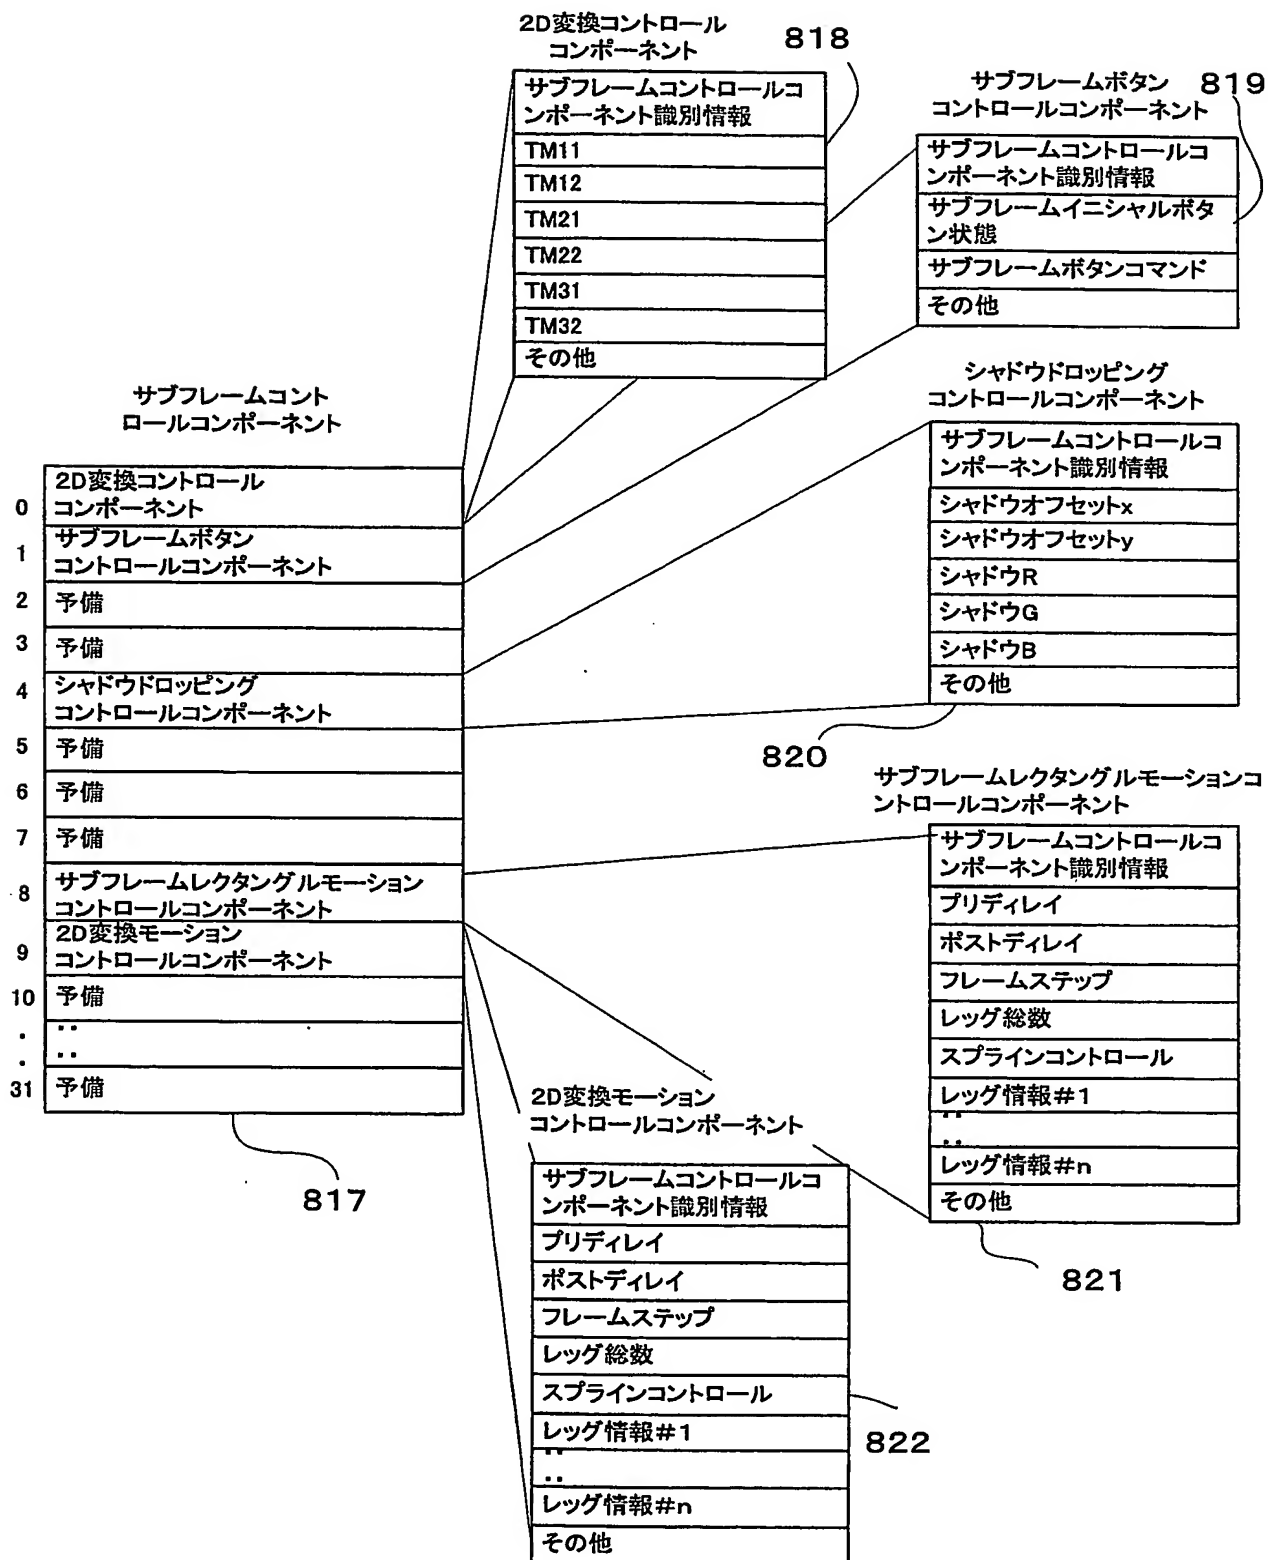 2D変換コントロール
コンポーネント
818
サブフレームコントロールコ
ンポーネント識別情報
TM11
TM12
TM21
TM22
TM31
TM32
その他
サブフレームボタン
コントロールコンポーネント
819
サブフレームコントロールコ
ンポーネント識別情報
サブフレームイニシャルボタ
ン状態
サブフレームボタンコマンド
その他
シャドウドロッピング
コントロールコンポーネント
サブフレームコントロールコ
ンポーネント識別情報
シャドウオフセットx
シャドウオフセットy
シャドウR
シャドウG
シャドウB
その他
820
サブフレームコント
ロールコンポーネント
0 2D変換コントロール
コンポーネント
1 サブフレームボタン
コントロールコンポーネント
2 予備
3 予備
4 シャドウドロッピング
コントロールコンポーネント
5 予備
6 予備
7 予備
8 サブフレームレクタングルモーション
コントロールコンポーネント
9 2D変換モーション
コントロールコンポーネント
10 予備
. ..
. ..
31 予備
817
サブフレームレクタングルモーションコ
ントロールコンポーネント
サブフレームコントロールコ
ンポーネント識別情報
プリディレイ
ポストディレイ
フレームステップ
レッグ総数
スプラインコントロール
レッグ情報#1
..
..
レッグ情報#n
その他
821
2D変換モーション
コントロールコンポーネント
サブフレームコントロールコ
ンポーネント識別情報
プリディレイ
ポストディレイ
フレームステップ
レッグ総数
スプラインコントロール
レッグ情報#1
..
..
レッグ情報#n
その他
822